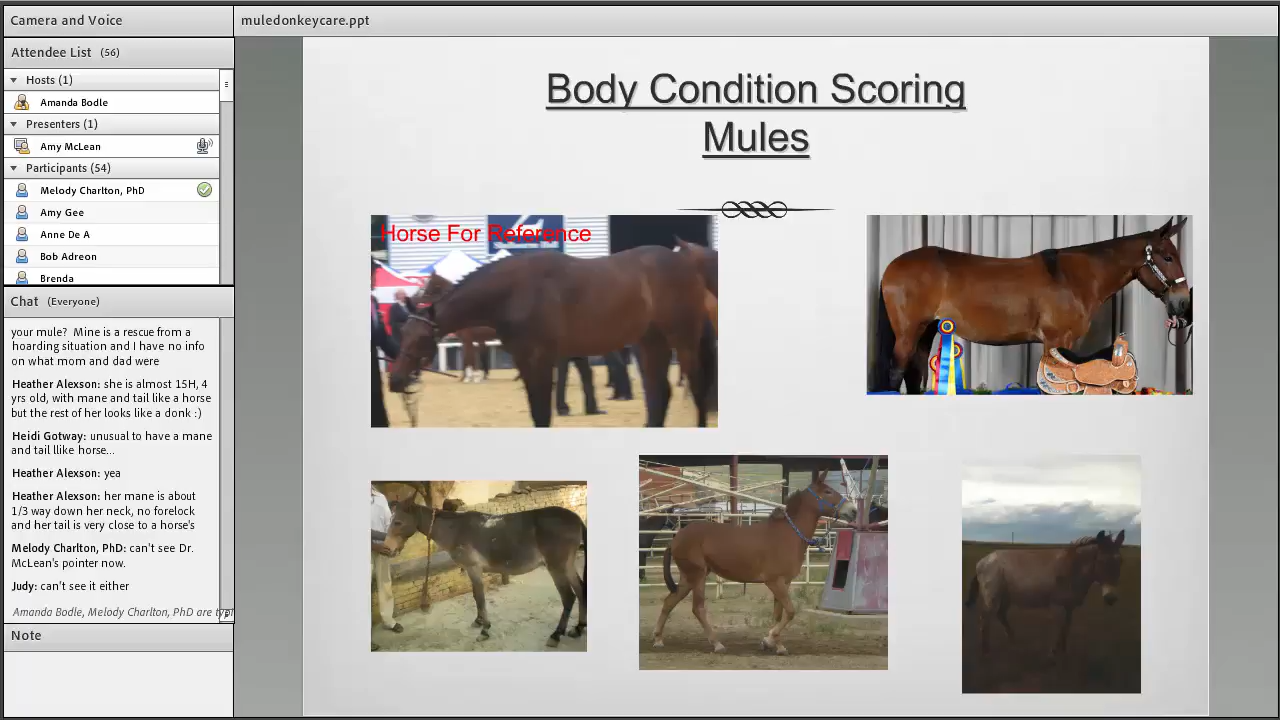 Camera and Voice
muledonkeycare.ppt
Attendee List (56)
Hosts (1)
Amanda Bodle
Presenters (1)
Amy McLean
Participants (54)
Melody Charlton, PhD
Amy Gee
Anne De A
Bob Adreon
Brenda
Chat (Everyone)
your mule? Mine is a rescue from a
hoarding situation and I have no info
on what mom and dad were
Heather Alexson: she is almost 15H, 4
yrs old, with mane and tail like a horse
but the rest of her looks like a donk :)
Heidi Gotway: unusual to have a mane
and tail llike horse...
Heather Alexson: yea
Heather Alexson: her mane is about
1/3 way down her neck, no forelock
and her tail is very close to a horse's
Melody Charlton, PhD: can't see Dr.
McLean's pointer now.
Judy: can't see it either
Amanda Bodle, Melody Charlton, PhD are
Note
Body Condition Scoring
Mules
Horse For Reference